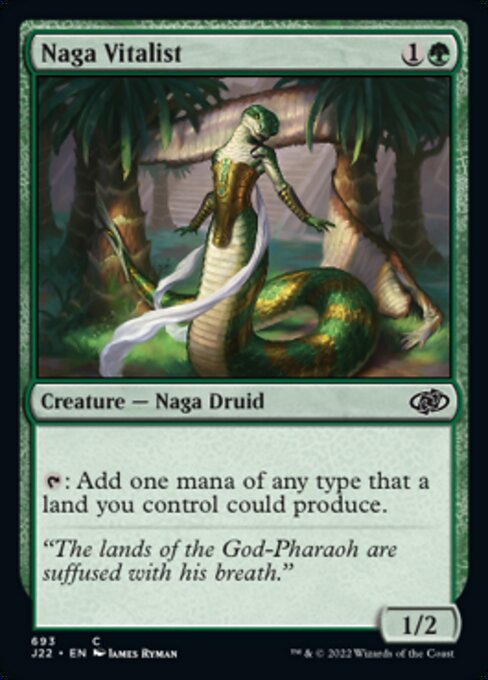 Naga Vitalist 1
Creature — Naga Druid
: Add one mana of any type that a
land you control could produce.
“The lands of the God-Pharaoh are
suffused with his breath.”
1/2
693 C
J22 • EN James Ryman
™ & © 2022 Wizards of the Coast